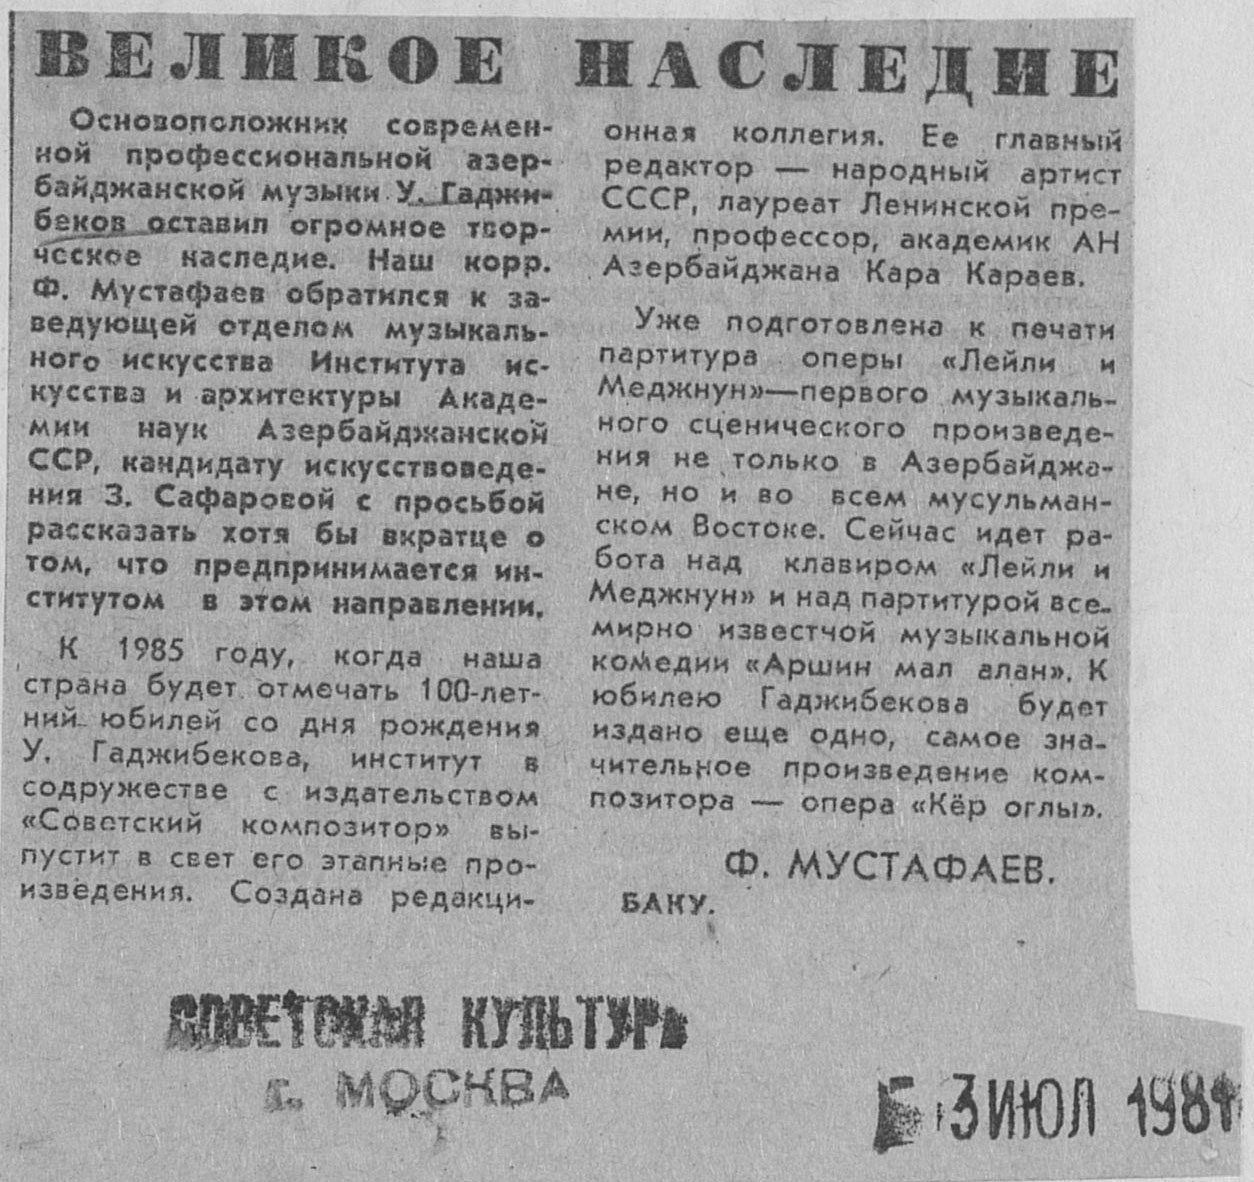 ВЕЛИКОЕ НАСЛЕДИЕ
Основоположник современ-
ной профессиональной азер-
байджанской музыки У. Гаджи-
беков оставил огромное твор-
ческое наследие. Наш корр.
Ф. Мустафаев обратился к за-
ведующей отделом музыкаль-
ного искусства Института ис-
кусства и архитектуры Акаде-
мии наук Азербайджанской
ССР, кандидату искусствоведе-
ния З. Сафаровой с просьбой
рассказать хотя бы вкратце о
том, что предпринимается ин-
ститутом в этом направлении.
К 1985 году, когда наша
страна будет отмечать 100-лет-
ний юбилей со дня рождения
У. Гаджибекова, институт в
содружестве с издательством
«Советский композитор» вы-
пустит в свет его этапные про-
изведения. Создана редакци-
онная коллегия. Ее главный
редактор — народный артист
СССР, лауреат Ленинской пре-
мии, профессор, академик АН
Азербайджана Кара Караев.
Уже подготовлена к печати
партитура оперы «Лейли и
Меджнун»—первого музыкаль-
ного сценического произведе-
ния не только в Азербайджа-
не, но и во всем мусульман-
ском Востоке. Сейчас идет ра-
бота над клавиром «Лейли и
Меджнун» и над партитурой все-
мирно известчой музыкальной
комедии «Аршин мал алан». К
юбилею Гаджибекова будет
издано еще одно, самое зна-
чительное произведение ком-
позитора — опера «Кёр оглы».
Ф. МУСТАФАЕВ.
БАКУ.
СОВЕТСКАЯ КУЛЬТУРА
г. МОСКВА
3 ИЮЛ 1981